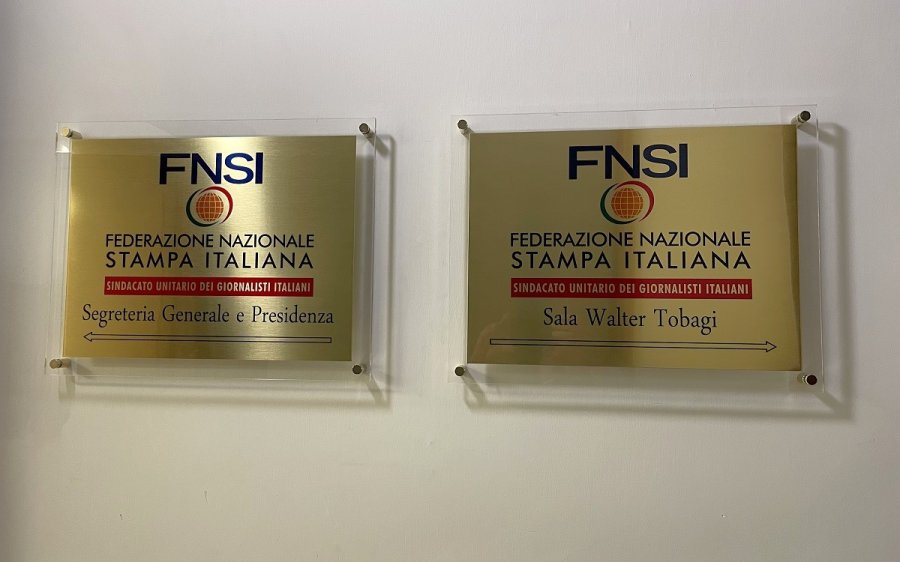 FNSI
FEDERAZIONE NAZIONALE
STAMPA ITALIANA
SINDACATO UNITARIO DEI GIORNALISTI ITALIANI
Segreteria Generale e Presidenza
FNSI
FEDERAZIONE NAZIONALE
STAMPA ITALIANA
SINDACATO UNITARIO DEI GIORNALISTI ITALIANI
Sala Walter Tobagi